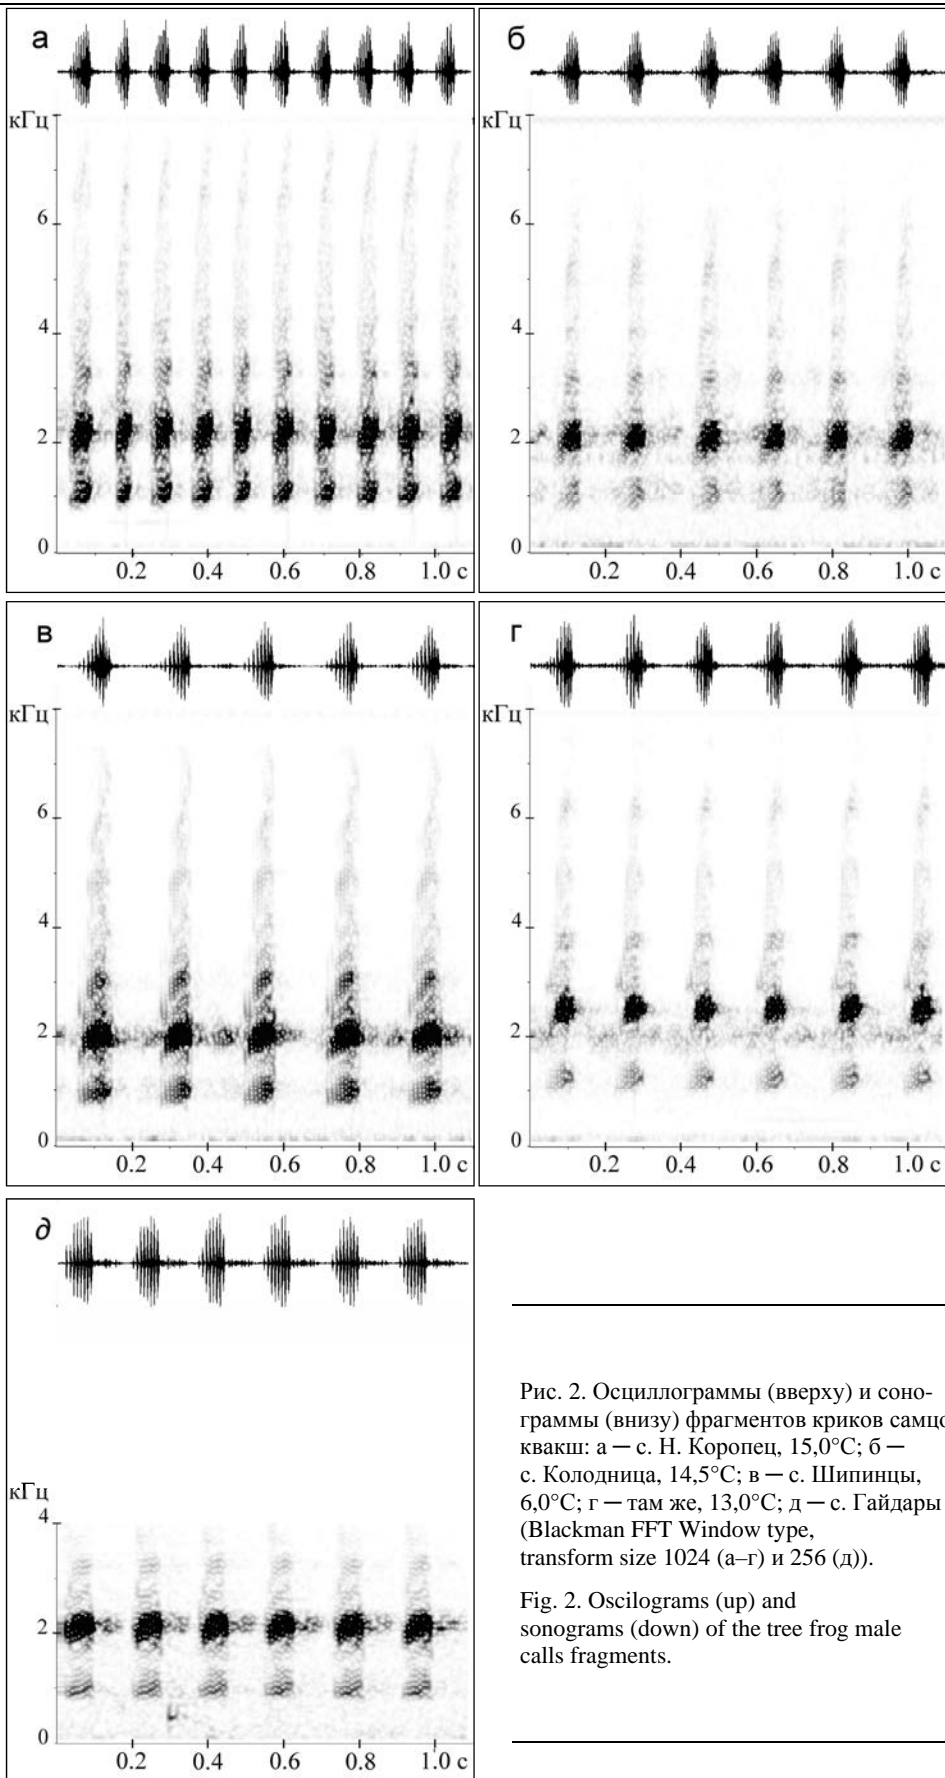 а
кГц
6
4
2
0
0.2 0.4 0.6 0.8 1.0 с
б
кГц
6
4
2
0
0.2 0.4 0.6 0.8 1.0 с
в
кГц
6
4
2
0
0.2 0.4 0.6 0.8 1.0 с
г
кГц
6
4
2
0
0.2 0.4 0.6 0.8 1.0 с
д
кГц
4
2
0
0.2 0.4 0.6 0.8 1.0 с
Рис. 2. Осциллограммы (вверху) и соно-
граммы (внизу) фрагментов криков самцо
квакш: а — с. Н. Коропец, 15,0°С; б —
с. Колодница, 14,5°С; в — с. Шипинцы,
6,0°С; г — там же, 13,0°С; д — с. Гайдары
(Blackman FFT Window type,
transform size 1024 (а–г) и 256 (д)).
Fig. 2. Oscilograms (up) and
sonograms (down) of the tree frog male
calls fragments.